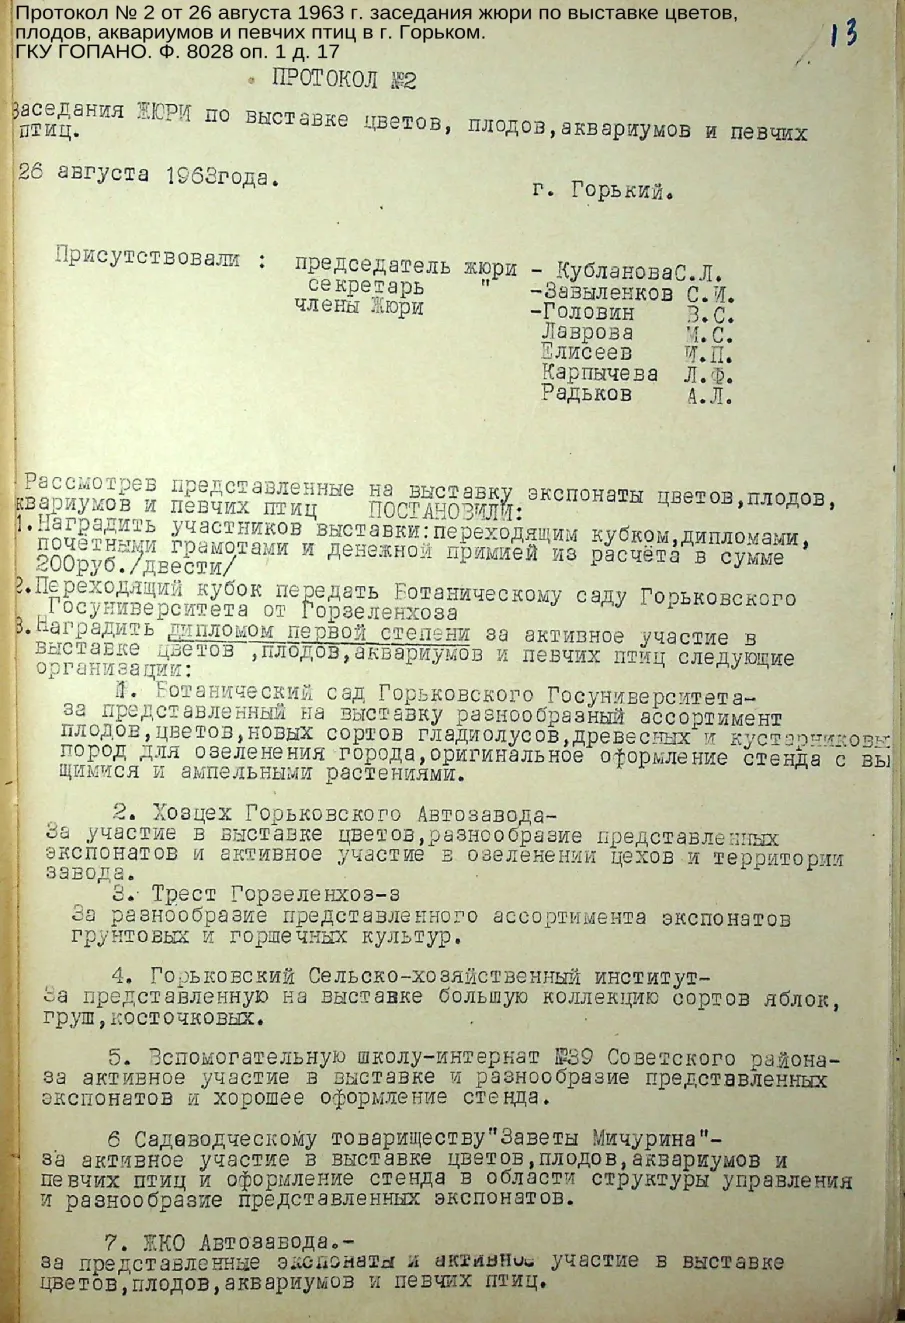 Протокол № 2 от 26 августа 1963 г. заседания жюри по выставке цветов,
плодов, аквариумов и певчих птиц в г. Горьком.
ГКУ ГОПАНО. Ф. 8028 оп. 1 д. 17
13
ПРОТОКОЛ №2
Заседания ЖЮРИ по выставке цветов, плодов,аквариумов и певчих
птиц.
26 августа 1963года.
г. Горький.
Присутствовали : председатель жюри - КублановаС.Л.
секретарь " -Завыленков С.И.
члены Жюри -Головин В.С.
Лаврова М.С.
Елисеев И.П.
Карпычева Л.Ф.
Радьков А.Л.
Рассмотрев представленные на выставку экспонаты цветов,плодов,
квариумов и певчих птиц ПОСТАНОВИЛИ:
1.Наградить участников выставки:переходящим кубком,дипломами,
почётными грамотами и денежной примией из расчёта в сумме
200руб./двести/
2.Переходящий кубок передать Ботаническому саду Горьковского
Госуниверситета от Горзеленхоза
3.Наградить дипломом первой степени за активное участие в
выставке цветов ,плодов,аквариумов и певчих птиц следующие
организации:
1. Ботанический сад Горьковского Госуниверситета-
за представленный на выставку разнообразный ассортимент
плодов,цветов,новых сортов гладиолусов,древесных и кустарниковы
пород для озеленения города,оригинальное оформление стенда с вы
щимися и ампельными растениями.
2. Хозцех Горьковского Автозавода-
За участие в выставке цветов,разнообразие представленных
экспонатов и активное участие в озеленении цехов и территории
завода.
3. Трест Горзеленхоз-з
За разнообразие представленного ассортимента экспонатов
грунтовых и горшечных культур.
4. Горьковский Сельско-хозяйственный институт-
За представленную на выставке большую коллекцию сортов яблок,
груш,косточковых.
5. Вспомогательную школу-интернат №39 Советского района-
за активное участие в выставке и разнообразие представленных
экспонатов и хорошее оформление стенда.
6 Садоводческому товариществу"Заветы Мичурина"-
за активное участие в выставке цветов,плодов,аквариумов и
певчих птиц и оформление стенда в области структуры управления
и разнообразие представленных экспонатов.
7. ЖКО Автозавода.-
за представленные экспонаты и активное участие в выставке
цветов,плодов,аквариумов и певчих птиц.